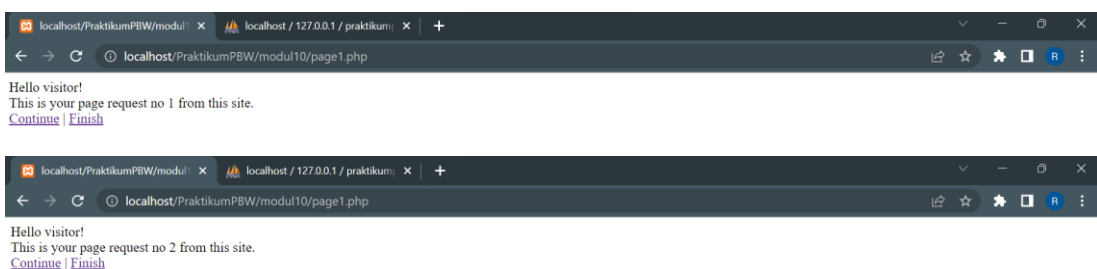 localhost/PraktikumPBW/modul1
localhost / 127.0.0.1 / praktikump
localhost/PraktikumPBW/modul10/page1.php
R
Hello visitor!
This is your page request no 1 from this site.
Continue | Finish
localhost/PraktikumPBW/modul1
localhost / 127.0.0.1 / praktikump
localhost/PraktikumPBW/modul10/page1.php
R
Hello visitor!
This is your page request no 2 from this site.
Continue | Finish